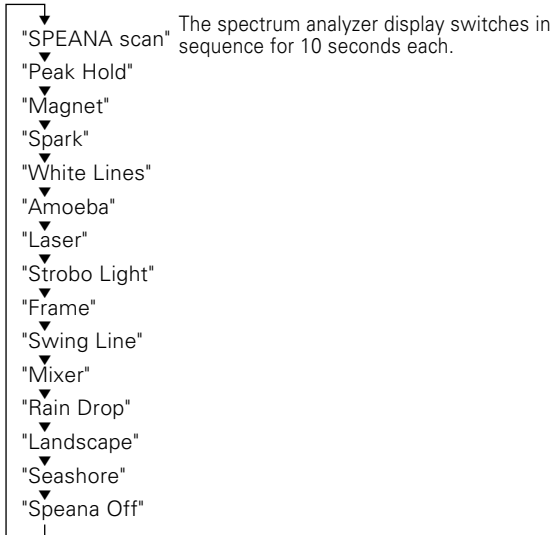 "SPEANA scan" The spectrum analyzer display switches in
sequence for 10 seconds each.
"Peak Hold"
"Magnet"
"Spark"
"White Lines"
"Amoeba"
"Laser"
"Strobo Light"
"Frame"
"Swing Line"
"Mixer"
"Rain Drop"
"Landscape"
"Seashore"
"Speana Off"